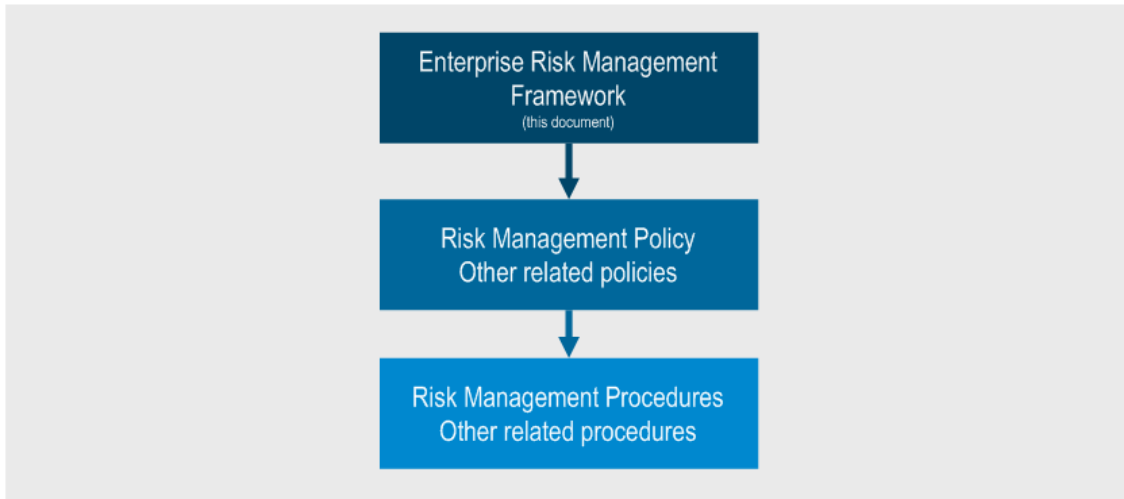 Enterprise Risk Management
Framework
(this document)
Risk Management Policy
Other related policies
Risk Management Procedures
Other related procedures